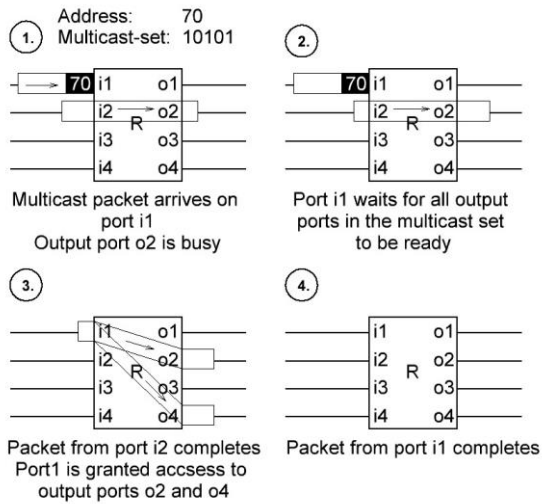 Address: 70
1. Multicast-set: 10101
70 i1 o1
i2 o2
R
i3 o3
i4 o4
Multicast packet arrives on
port i1
Output port o2 is busy
2.
70 i1 o1
i2 o2
R
i3 o3
i4 o4
Port i1 waits for all output
ports in the multicast set
to be ready
3.
i1 o1
i2 o2
R
i3 o3
i4 o4
Packet from port i2 completes
Port1 is granted accsess to
output ports o2 and o4
4.
i1 o1
i2 o2
R
i3 o3
i4 o4
Packet from port i1 completes